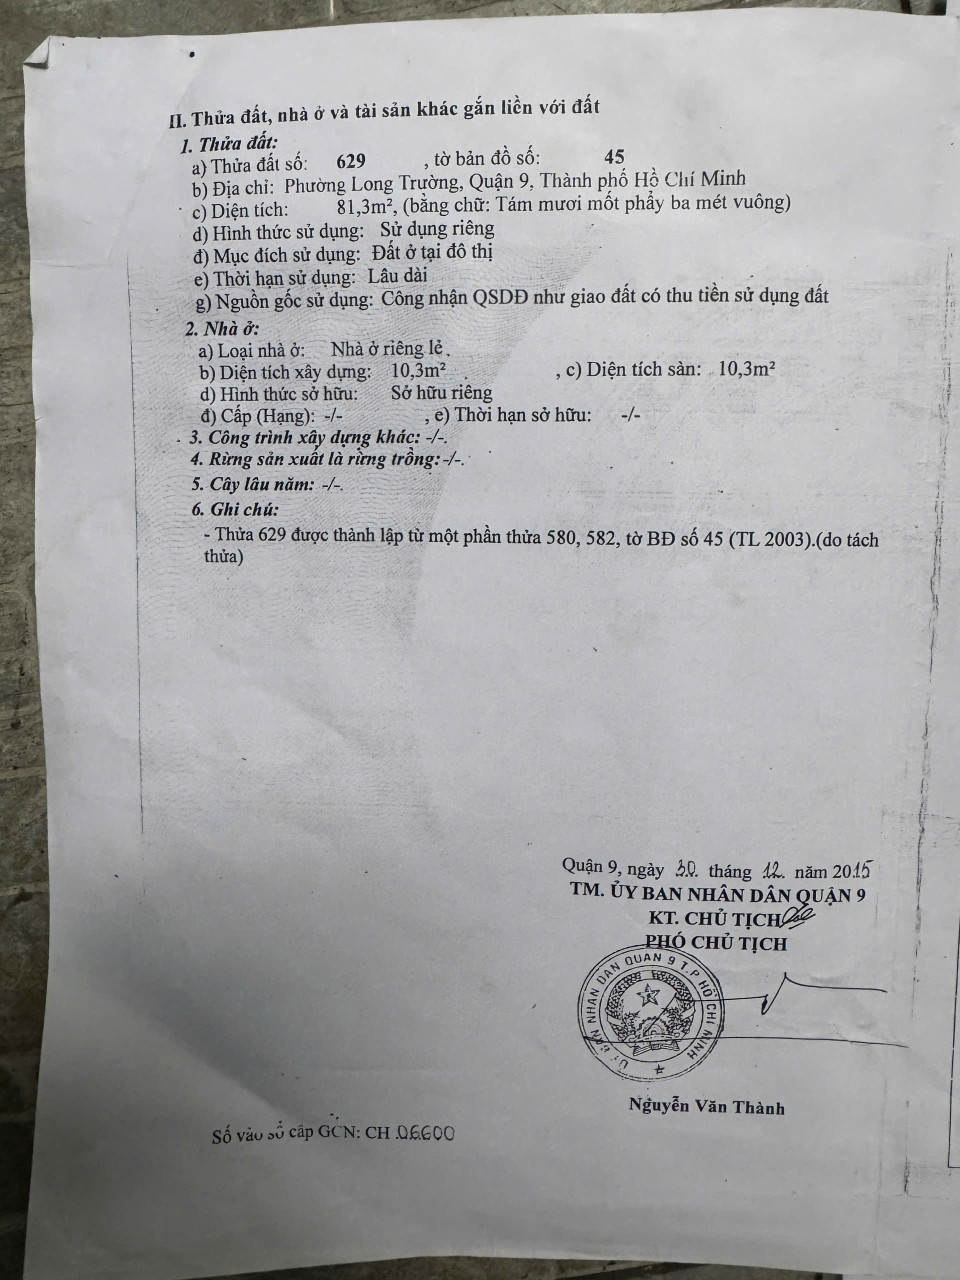 II. Thửa đất, nhà ở và tài sản khác gắn liền với đất
1. Thửa đất:
a) Thửa đất số: 629 , tờ bản đồ số: 45
b) Địa chỉ: Phường Long Trường, Quận 9, Thành phố Hồ Chí Minh
c) Diện tích: 81,3m², (bằng chữ: Tám mươi mốt phẩy ba mét vuông)
d) Hình thức sử dụng: Sử dụng riêng
đ) Mục đích sử dụng: Đất ở tại đô thị
e) Thời hạn sử dụng: Lâu dài
g) Nguồn gốc sử dụng: Công nhận QSDĐ như giao đất có thu tiền sử dụng đất
2. Nhà ở:
a) Loại nhà ở: Nhà ở riêng lẻ.
b) Diện tích xây dựng: 10,3m² , c) Diện tích sàn: 10,3m²
d) Hình thức sở hữu: Sở hữu riêng
đ) Cấp (Hạng): -/- , e) Thời hạn sở hữu: -/-
3. Công trình xây dựng khác: -/-.
4. Rừng sản xuất là rừng trồng: -/-.
5. Cây lâu năm: -/-.
6. Ghi chú:
- Thửa 629 được thành lập từ một phần thửa 580, 582, tờ BĐ số 45 (TL 2003).(do tách
thửa)
Quận 9, ngày 30. tháng 12. năm 2015
TM. ỦY BAN NHÂN DÂN QUẬN 9
KT. CHỦ TỊCH
PHÓ CHỦ TỊCH
ỦY BAN NHÂN DÂN QUẬN 9 T.P HỒ CHÍ MINH
Nguyễn Văn Thành
Số vào sổ cấp GCN: CH .06600